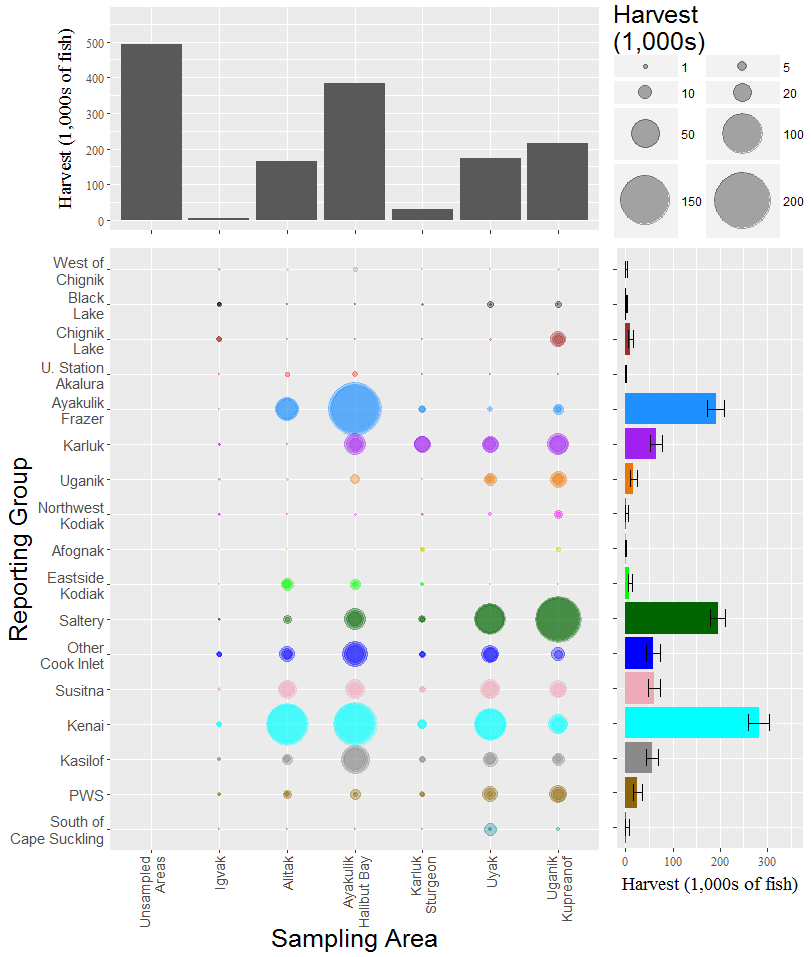 Harvest
(1,000s)
1
5
10
20
50
100
150
200
Harvest (1,000s of fish)
500
400
300
200
100
0
Reporting Group
West of
Chignik
Black
Lake
Chignik
Lake
U. Station
Akalura
Ayakulik
Frazer
Karluk
Uganik
Northwest
Kodiak
Afognak
Eastside
Kodiak
Saltery
Other
Cook Inlet
Susitna
Kenai
Kasilof
PWS
South of
Cape Suckling
Unsampled
Areas
Igvak
Alitak
Ayakulik
Halibut Bay
Karluk
Sturgeon
Uyak
Uganik
Kupreanof
Sampling Area
0
100
200
300
Harvest (1,000s of fish)